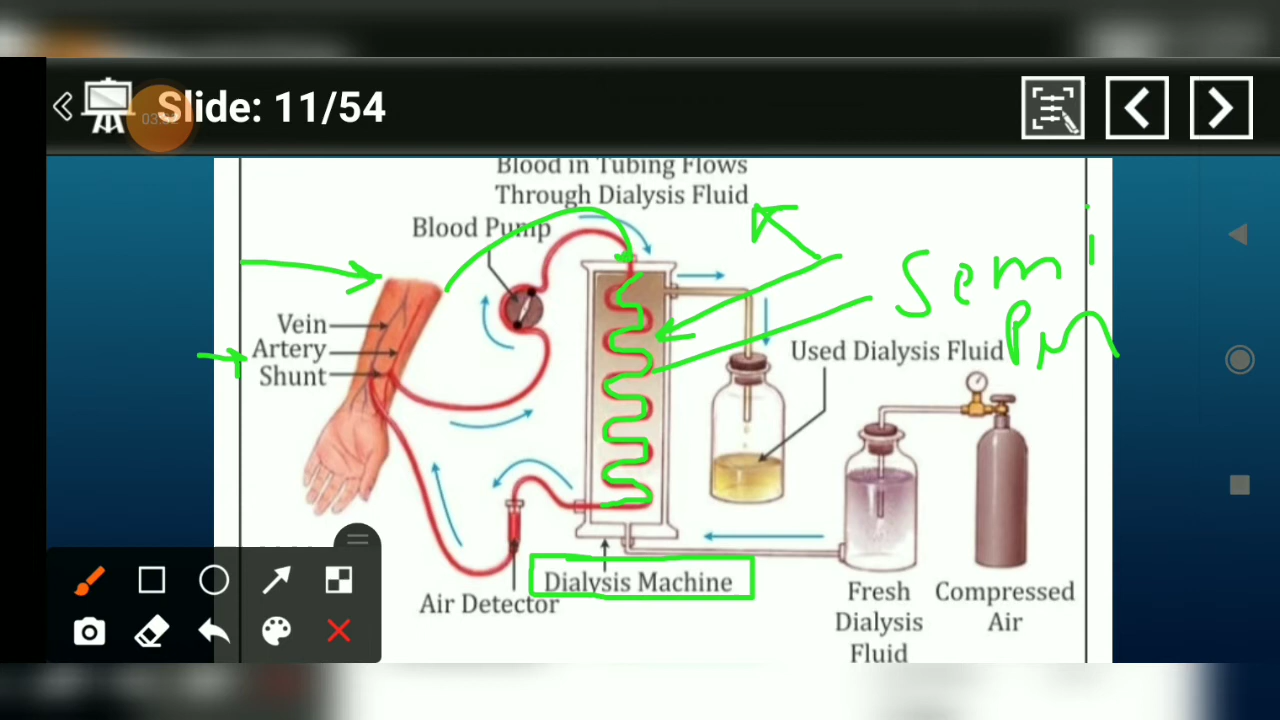 Slide: 11/54
Blood in Tubing Flows
Through Dialysis Fluid
Blood Pump
Vein
Artery
Shunt
Semi
Used Dialysis Fluid
Dialysis Machine
Air Detector
Fresh
Dialysis
Fluid
Compressed
Air